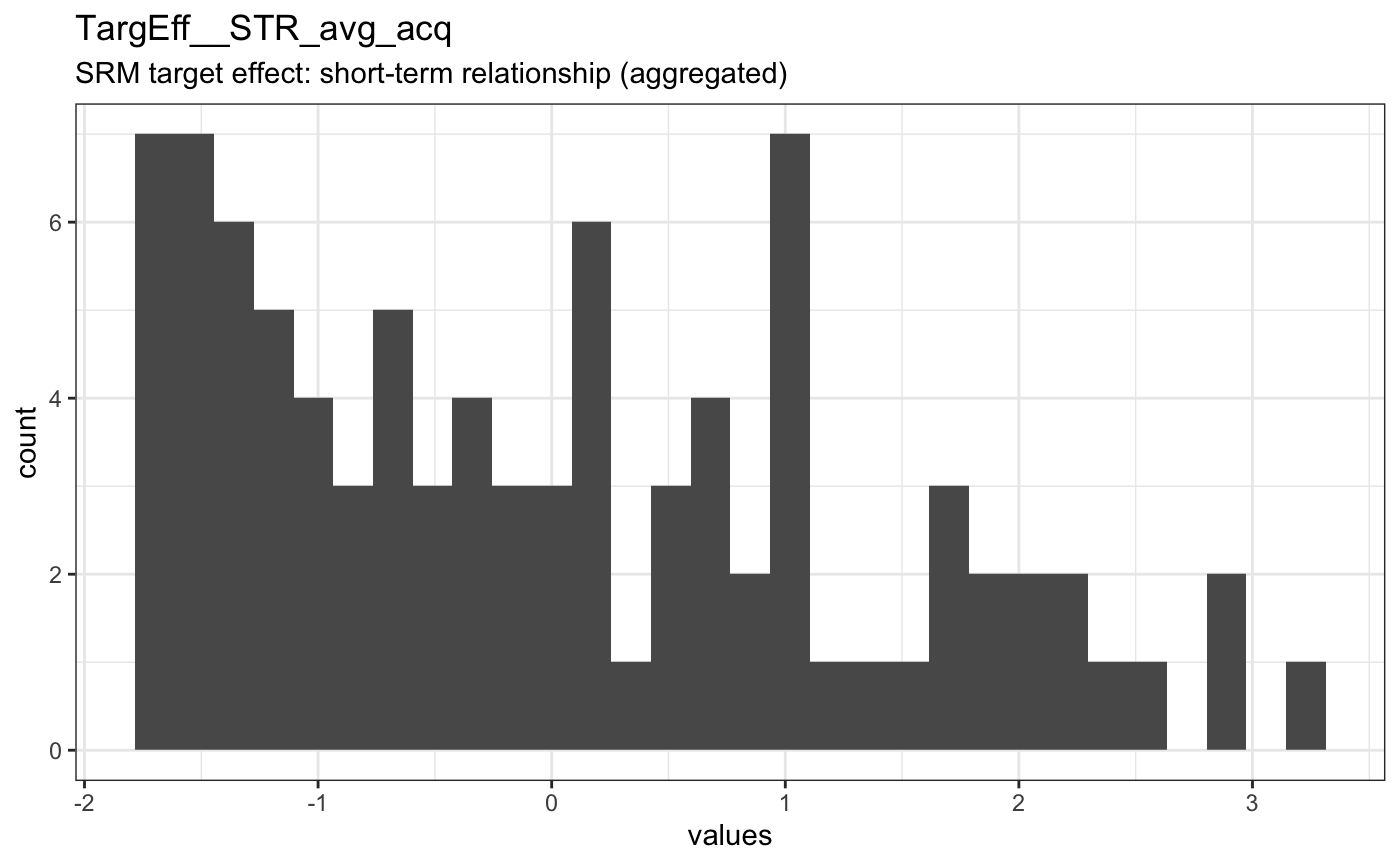 TargEff__STR_avg_acq
SRM target effect: short-term relationship (aggregated)
6
4
2
0
count
-2 -1 0 1 2 3
values